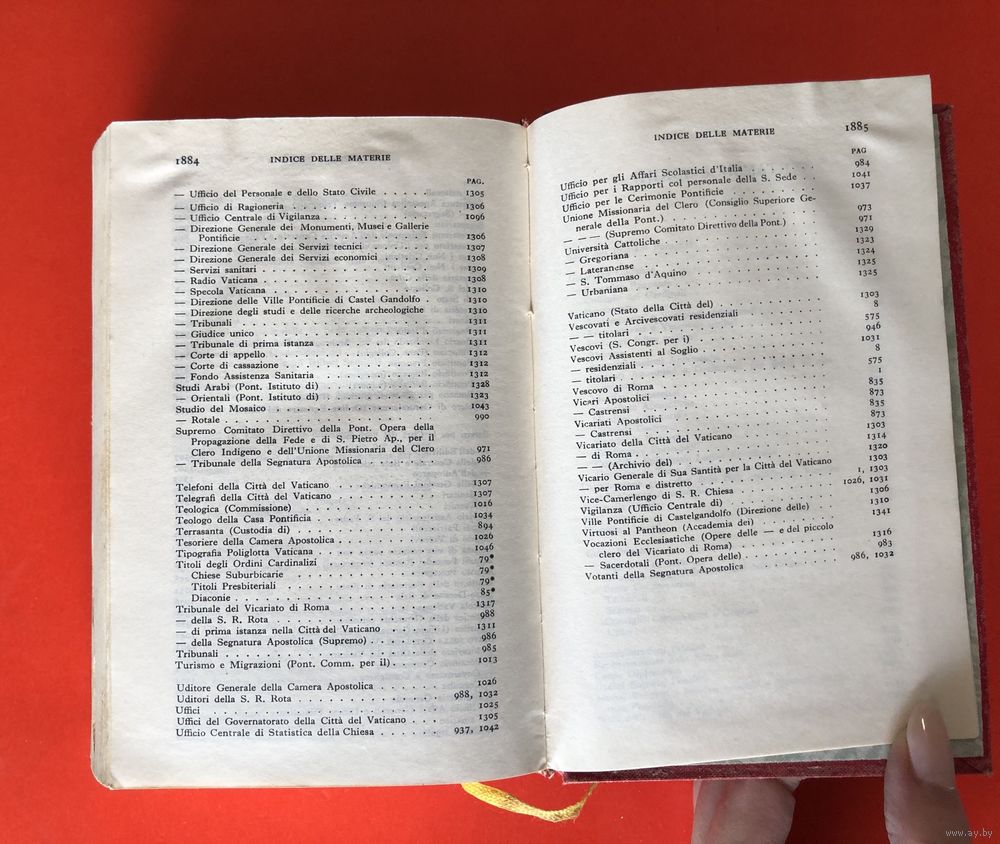 1884 INDICE DELLE MATERIE
PAG.
— Ufficio del Personale e dello Stato Civile . . . . . 1305
— Ufficio di Ragioneria . . . . . . . . . . . . . . 1306
— Ufficio Centrale di Vigilanza . . . . . . . . . . . 1096
— Direzione Generale dei Monumenti, Musei e Gallerie
Pontificie . . . . . . . . . . . . . . . . . . . 1306
— Direzione Generale dei Servizi tecnici . . . . . . . 1307
— Direzione Generale dei Servizi economici . . . . . . 1308
— Servizi sanitari . . . . . . . . . . . . . . . . . 1309
— Radio Vaticana . . . . . . . . . . . . . . . . . 1308
— Specola Vaticana . . . . . . . . . . . . . . . . 1310
— Direzione delle Ville Pontificie di Castel Gandolfo . 1310
— Direzione degli studi e delle ricerche archeologiche 1310
— Tribunali . . . . . . . . . . . . . . . . . . . 1311
— Giudice unico . . . . . . . . . . . . . . . . . 1311
— Tribunale di prima istanza . . . . . . . . . . . . 1311
— Corte di appello . . . . . . . . . . . . . . . . 1312
— Corte di cassazione . . . . . . . . . . . . . . . 1312
— Fondo Assistenza Sanitaria . . . . . . . . . . . . 1312
Studi Arabi (Pont. Istituto di) . . . . . . . . . . . 1328
— Orientali (Pont. Istituto di) . . . . . . . . . . . 1323
Studio del Mosaico . . . . . . . . . . . . . . . . 1043
— Rotale . . . . . . . . . . . . . . . . . . . . 990
Supremo Comitato Direttivo della Pont. Opera della
Propagazione della Fede e di S. Pietro Ap., per il
Clero Indigeno e dell'Unione Missionaria del Clero 971
— Tribunale della Segnatura Apostolica . . . . . . . 986
Telefoni della Città del Vaticano . . . . . . . . . . 1307
Telegrafi della Città del Vaticano . . . . . . . . . . 1307
Teologica (Commissione) . . . . . . . . . . . . . . 1016
Teologo della Casa Pontificia . . . . . . . . . . . . 1034
Terrasanta (Custodia di) . . . . . . . . . . . . . . 894
Tesoriere della Camera Apostolica . . . . . . . . . . 1026
Tipografia Poliglotta Vaticana . . . . . . . . . . . . 1046
Titoli degli Ordini Cardinalizi . . . . . . . . . . . 79*
Chiese Suburbicarie . . . . . . . . . . . . . . 79*
Titoli Presbiteriali . . . . . . . . . . . . . . 79*
Diaconie . . . . . . . . . . . . . . . . . . . 85*
Tribunale del Vicariato di Roma . . . . . . . . . . 1317
— della S. R. Rota . . . . . . . . . . . . . . . . 988
— di prima istanza nella Città del Vaticano . . . . . 1311
— della Segnatura Apostolica (Supremo) . . . . . . . 986
Tribunali . . . . . . . . . . . . . . . . . . . . 985
Turismo e Migrazioni (Pont. Comm. per il) . . . . . 1013
Uditore Generale della Camera Apostolica . . . . . . 1026
Uditori della S. R. Rota . . . . . . . . . . . . . 988, 1032
Uffici . . . . . . . . . . . . . . . . . . . . . 1025
Uffici del Governatorato della Città del Vaticano . . . 1305
Ufficio Centrale di Statistica della Chiesa . . . . . . 937, 1042
INDICE DELLE MATERIE 1885
PAG
Ufficio per gli Affari Scolastici d'Italia . . . . . . 984
Ufficio per i Rapporti col personale della S. Sede . . 1041
Ufficio per le Cerimonie Pontificie . . . . . . . . 1037
Unione Missionaria del Clero (Consiglio Superiore Ge-
nerale della Pont.) . . . . . . . . . . . . . . 973
— — — (Supremo Comitato Direttivo della Pont.) 971
Università Cattoliche . . . . . . . . . . . . . . 1329
— Gregoriana . . . . . . . . . . . . . . . . . 1323
— Lateranense . . . . . . . . . . . . . . . . 1324
— S. Tommaso d'Aquino . . . . . . . . . . . . 1325
— Urbaniana . . . . . . . . . . . . . . . . . 1325
Vaticano (Stato della Città del) . . . . . . . . . . 1303
Vescovati e Arcivescovati residenziali . . . . . . . 8
— — titolari . . . . . . . . . . . . . . . . . 575
Vescovi (S. Congr. per i) . . . . . . . . . . . . 946
Vescovi Assistenti al Soglio . . . . . . . . . . . 1031
— residenziali . . . . . . . . . . . . . . . . . 8
— titolari . . . . . . . . . . . . . . . . . . . 575
Vescovo di Roma . . . . . . . . . . . . . . . . 1
Vicari Apostolici . . . . . . . . . . . . . . . . 835
— Castrensi . . . . . . . . . . . . . . . . . . 873
Vicariati Apostolici . . . . . . . . . . . . . . . 835
— Castrensi . . . . . . . . . . . . . . . . . . 873
Vicariato della Città del Vaticano . . . . . . . . . 1303
— di Roma . . . . . . . . . . . . . . . . . . 1314
— — (Archivio del) . . . . . . . . . . . . . . . 1320
Vicario Generale di Sua Santità per la Città del Vaticano 1303
— per Roma e distretto . . . . . . . . . . . . . 1, 1303
Vice-Camerlengo di S. R. Chiesa . . . . . . . . . 1026, 1031
Vigilanza (Ufficio Centrale di) . . . . . . . . . . 1306
Ville Pontificie di Castelgandolfo (Direzione delle) . . 1310
Virtuosi al Pantheon (Accademia dei) . . . . . . . 1341
Vocazioni Ecclesiastiche (Opere delle — e del piccolo
clero del Vicariato di Roma) . . . . . . . . . . 1316
— Sacerdotali (Pont. Opera delle) . . . . . . . . . 983
Votanti della Segnatura Apostolica . . . . . . . . 986, 1032
www.ay.by